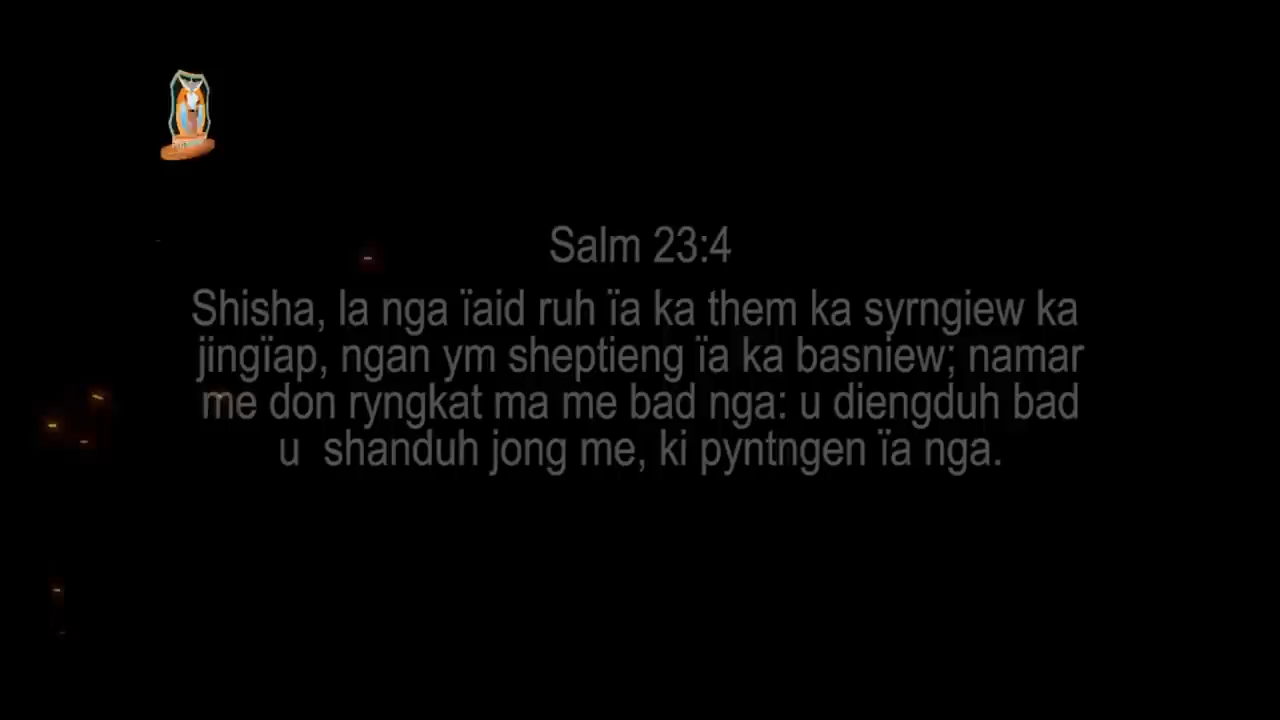 Salm 23:4
Shisha, la nga ïaid ruh ïa ka them ka syrngiew ka
jingïap, ngan ym sheptieng ïa ka basniew; namar
me don ryngkat ma me bad nga: u diengduh bad
u shanduh jong me, ki pyntngen ïa nga.